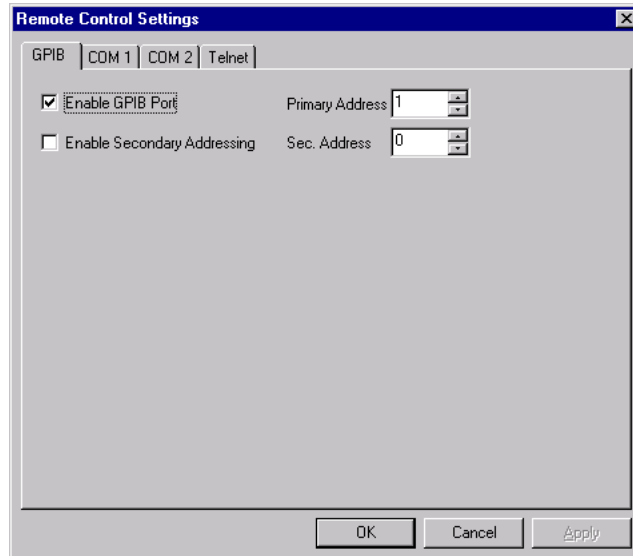 Remote Control Settings
GPIB COM 1 COM 2 Telnet
Enable GPIB Port Primary Address 1
Enable Secondary Addressing Sec. Address 0
OK Cancel Apply